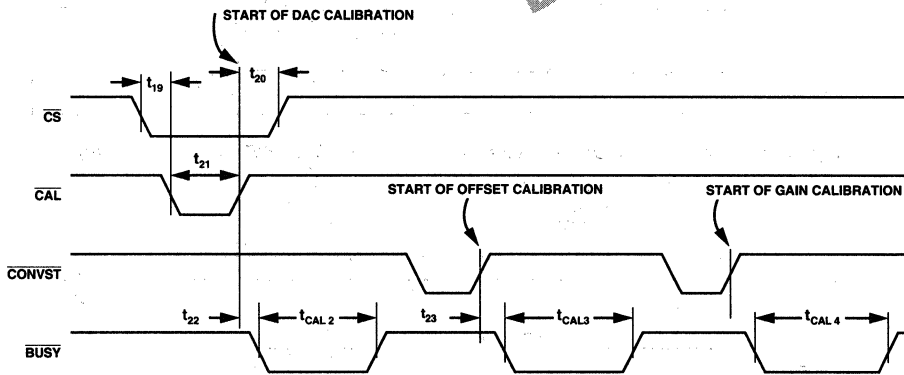 START OF DAC CALIBRATION
t19
t20
CS
t21
CAL
START OF OFFSET CALIBRATION
START OF GAIN CALIBRATION
CONVST
t22
tCAL 2
t23
tCAL3
tCAL 4
BUSY